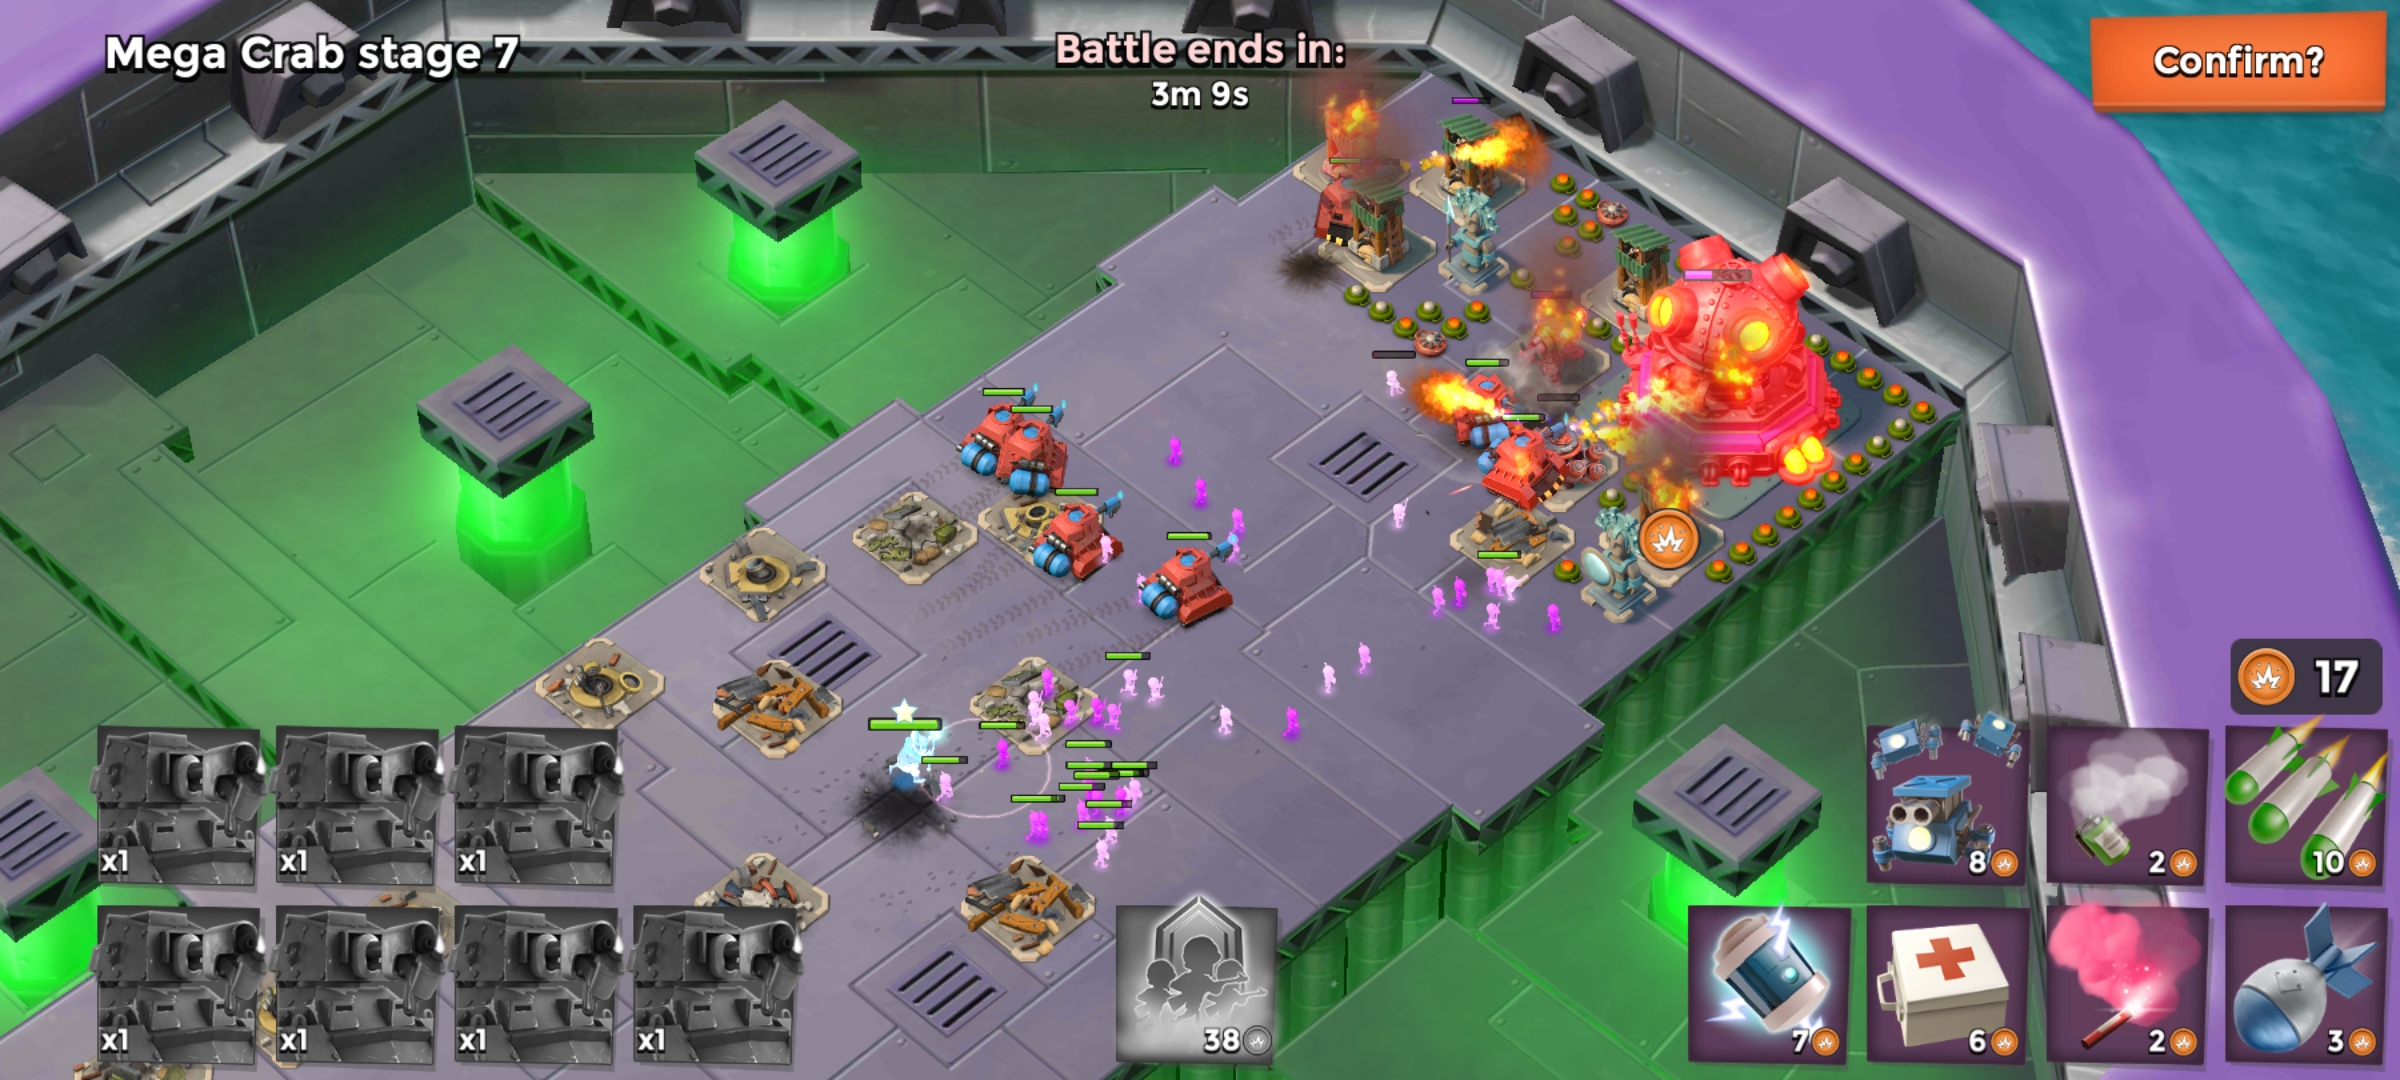 Mega Crab stage 7
Battle ends in:
3m 9s
Confirm?
17
8
2
10
x1
x1
x1
x1
x1
x1
x1
38
7
6
2
3